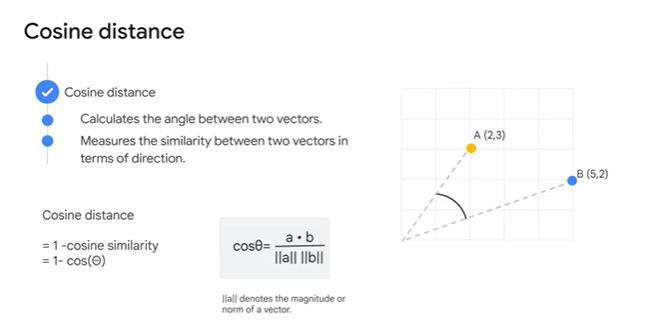 Cosine distance
Cosine distance
Calculates the angle between two vectors.
Measures the similarity between two vectors in
terms of direction.
A (2,3)
B (5,2)
Cosine distance
= 1 -cosine similarity
= 1- cos(Θ)
cosθ= a • b / ||a|| ||b||
||a|| denotes the magnitude or
norm of a vector.